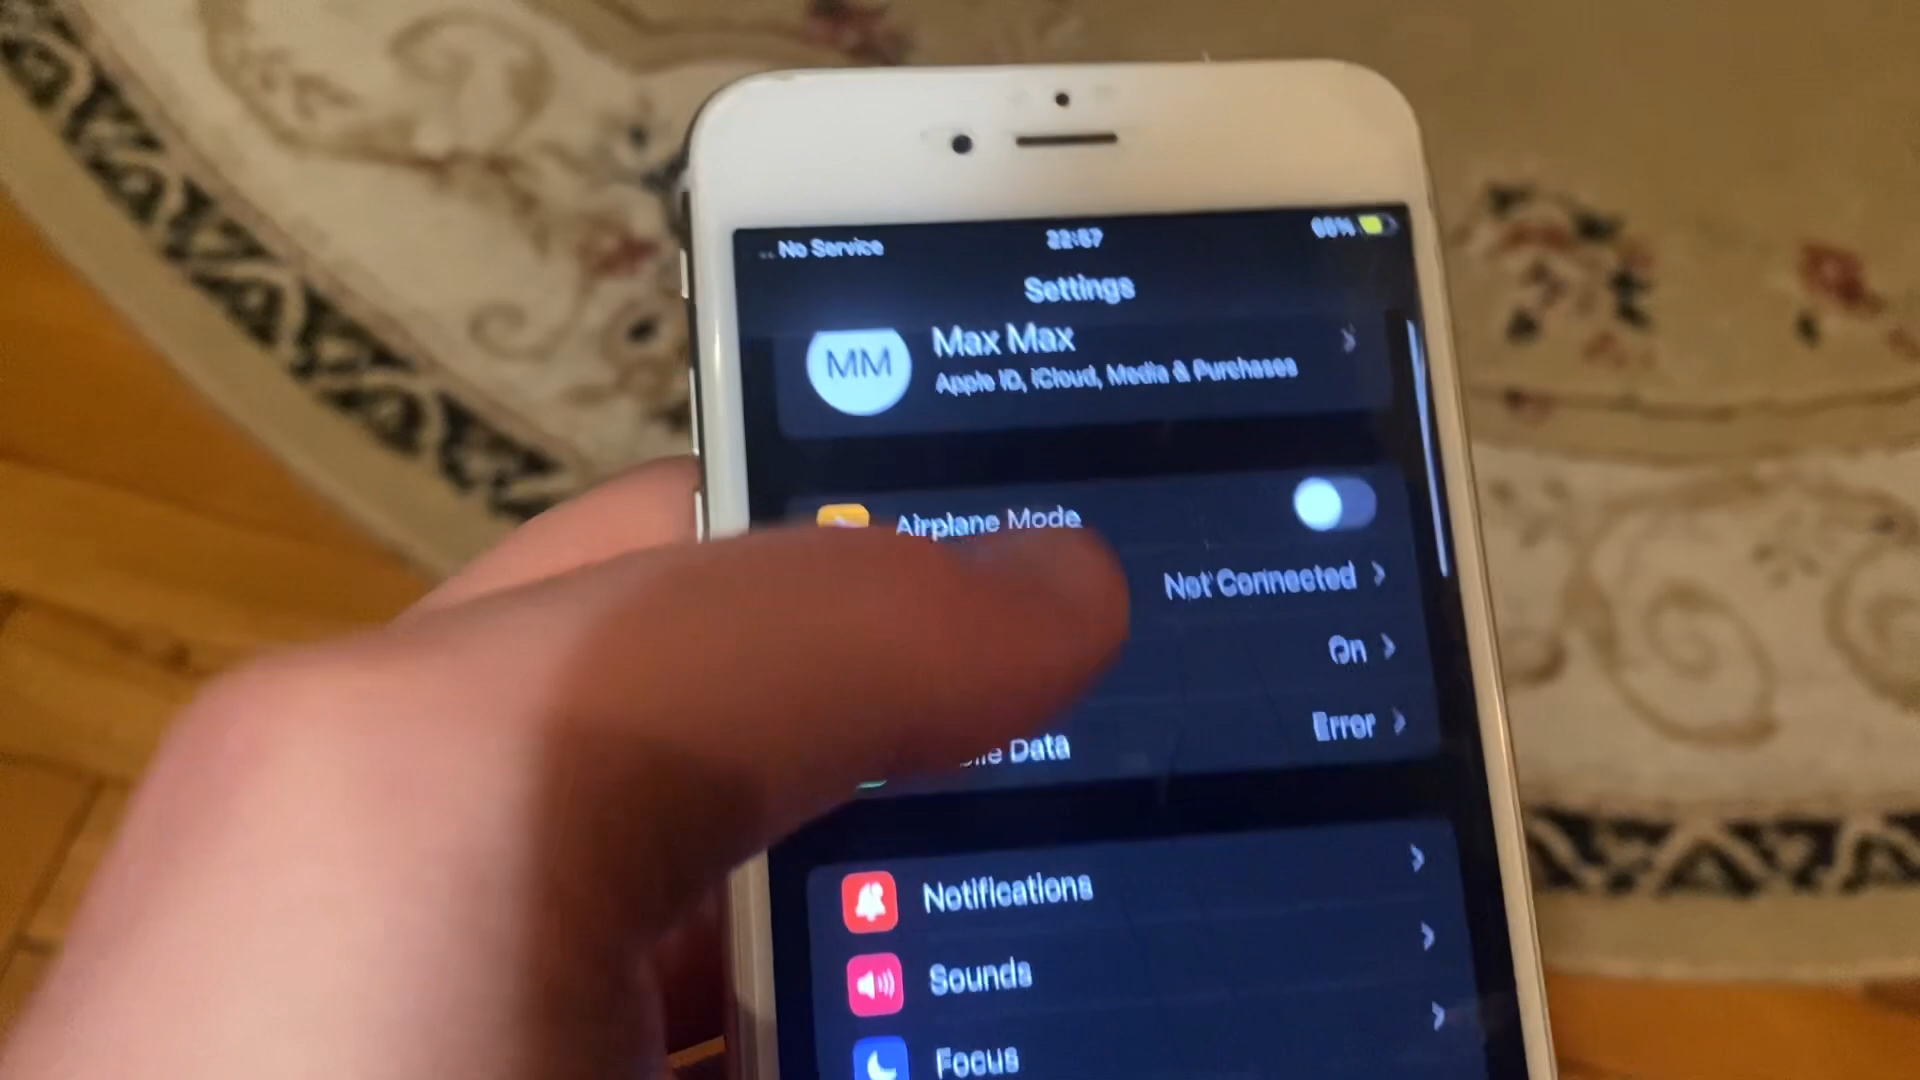 No Service 22:57 66%
Settings
MM
Max Max
Apple ID, iCloud, Media & Purchases
Airplane Mode
Not Connected
On
Data Error
Notifications
Sounds
Focus